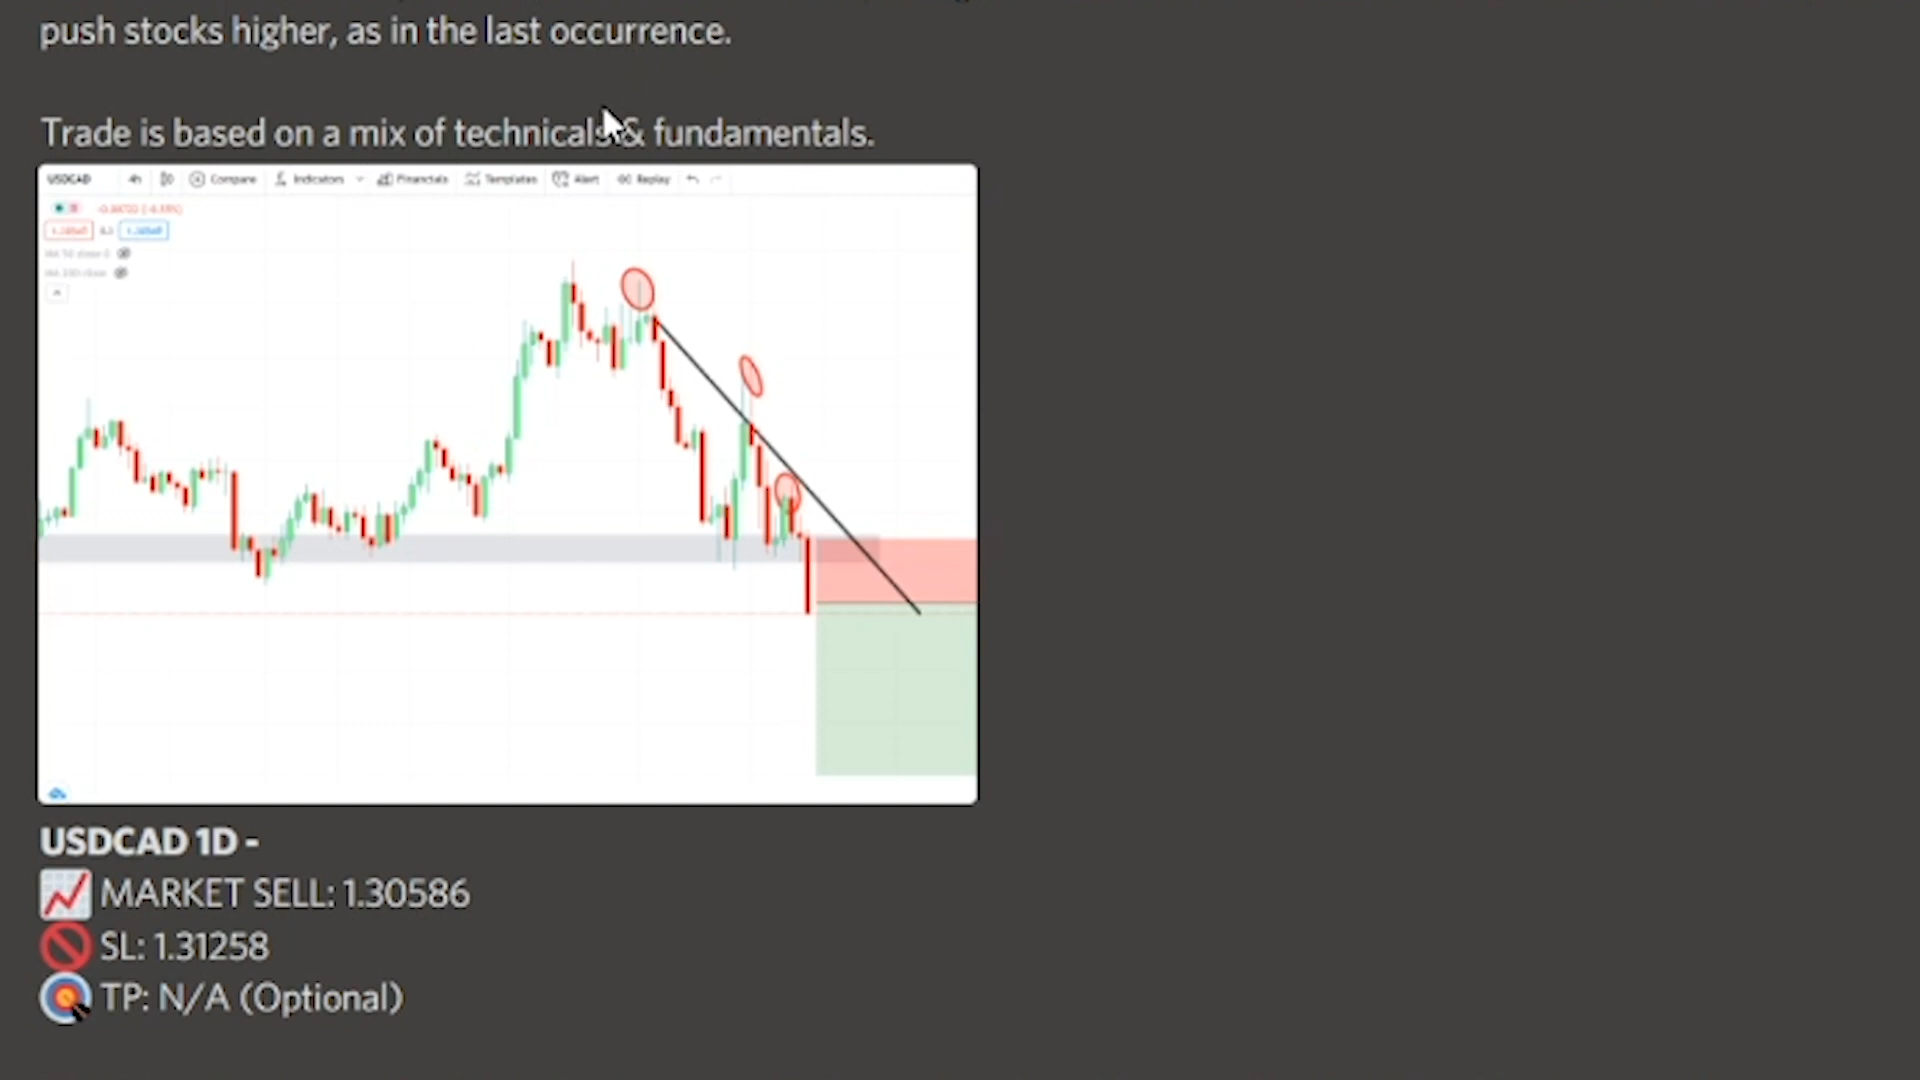 push stocks higher, as in the last occurrence.
Trade is based on a mix of technicals & fundamentals.
USDCAD 4h Compare Indicators Financials Templates Alert Replay
USDCAD 1D -
MARKET SELL: 1.30586
SL: 1.31258
TP: N/A (Optional)